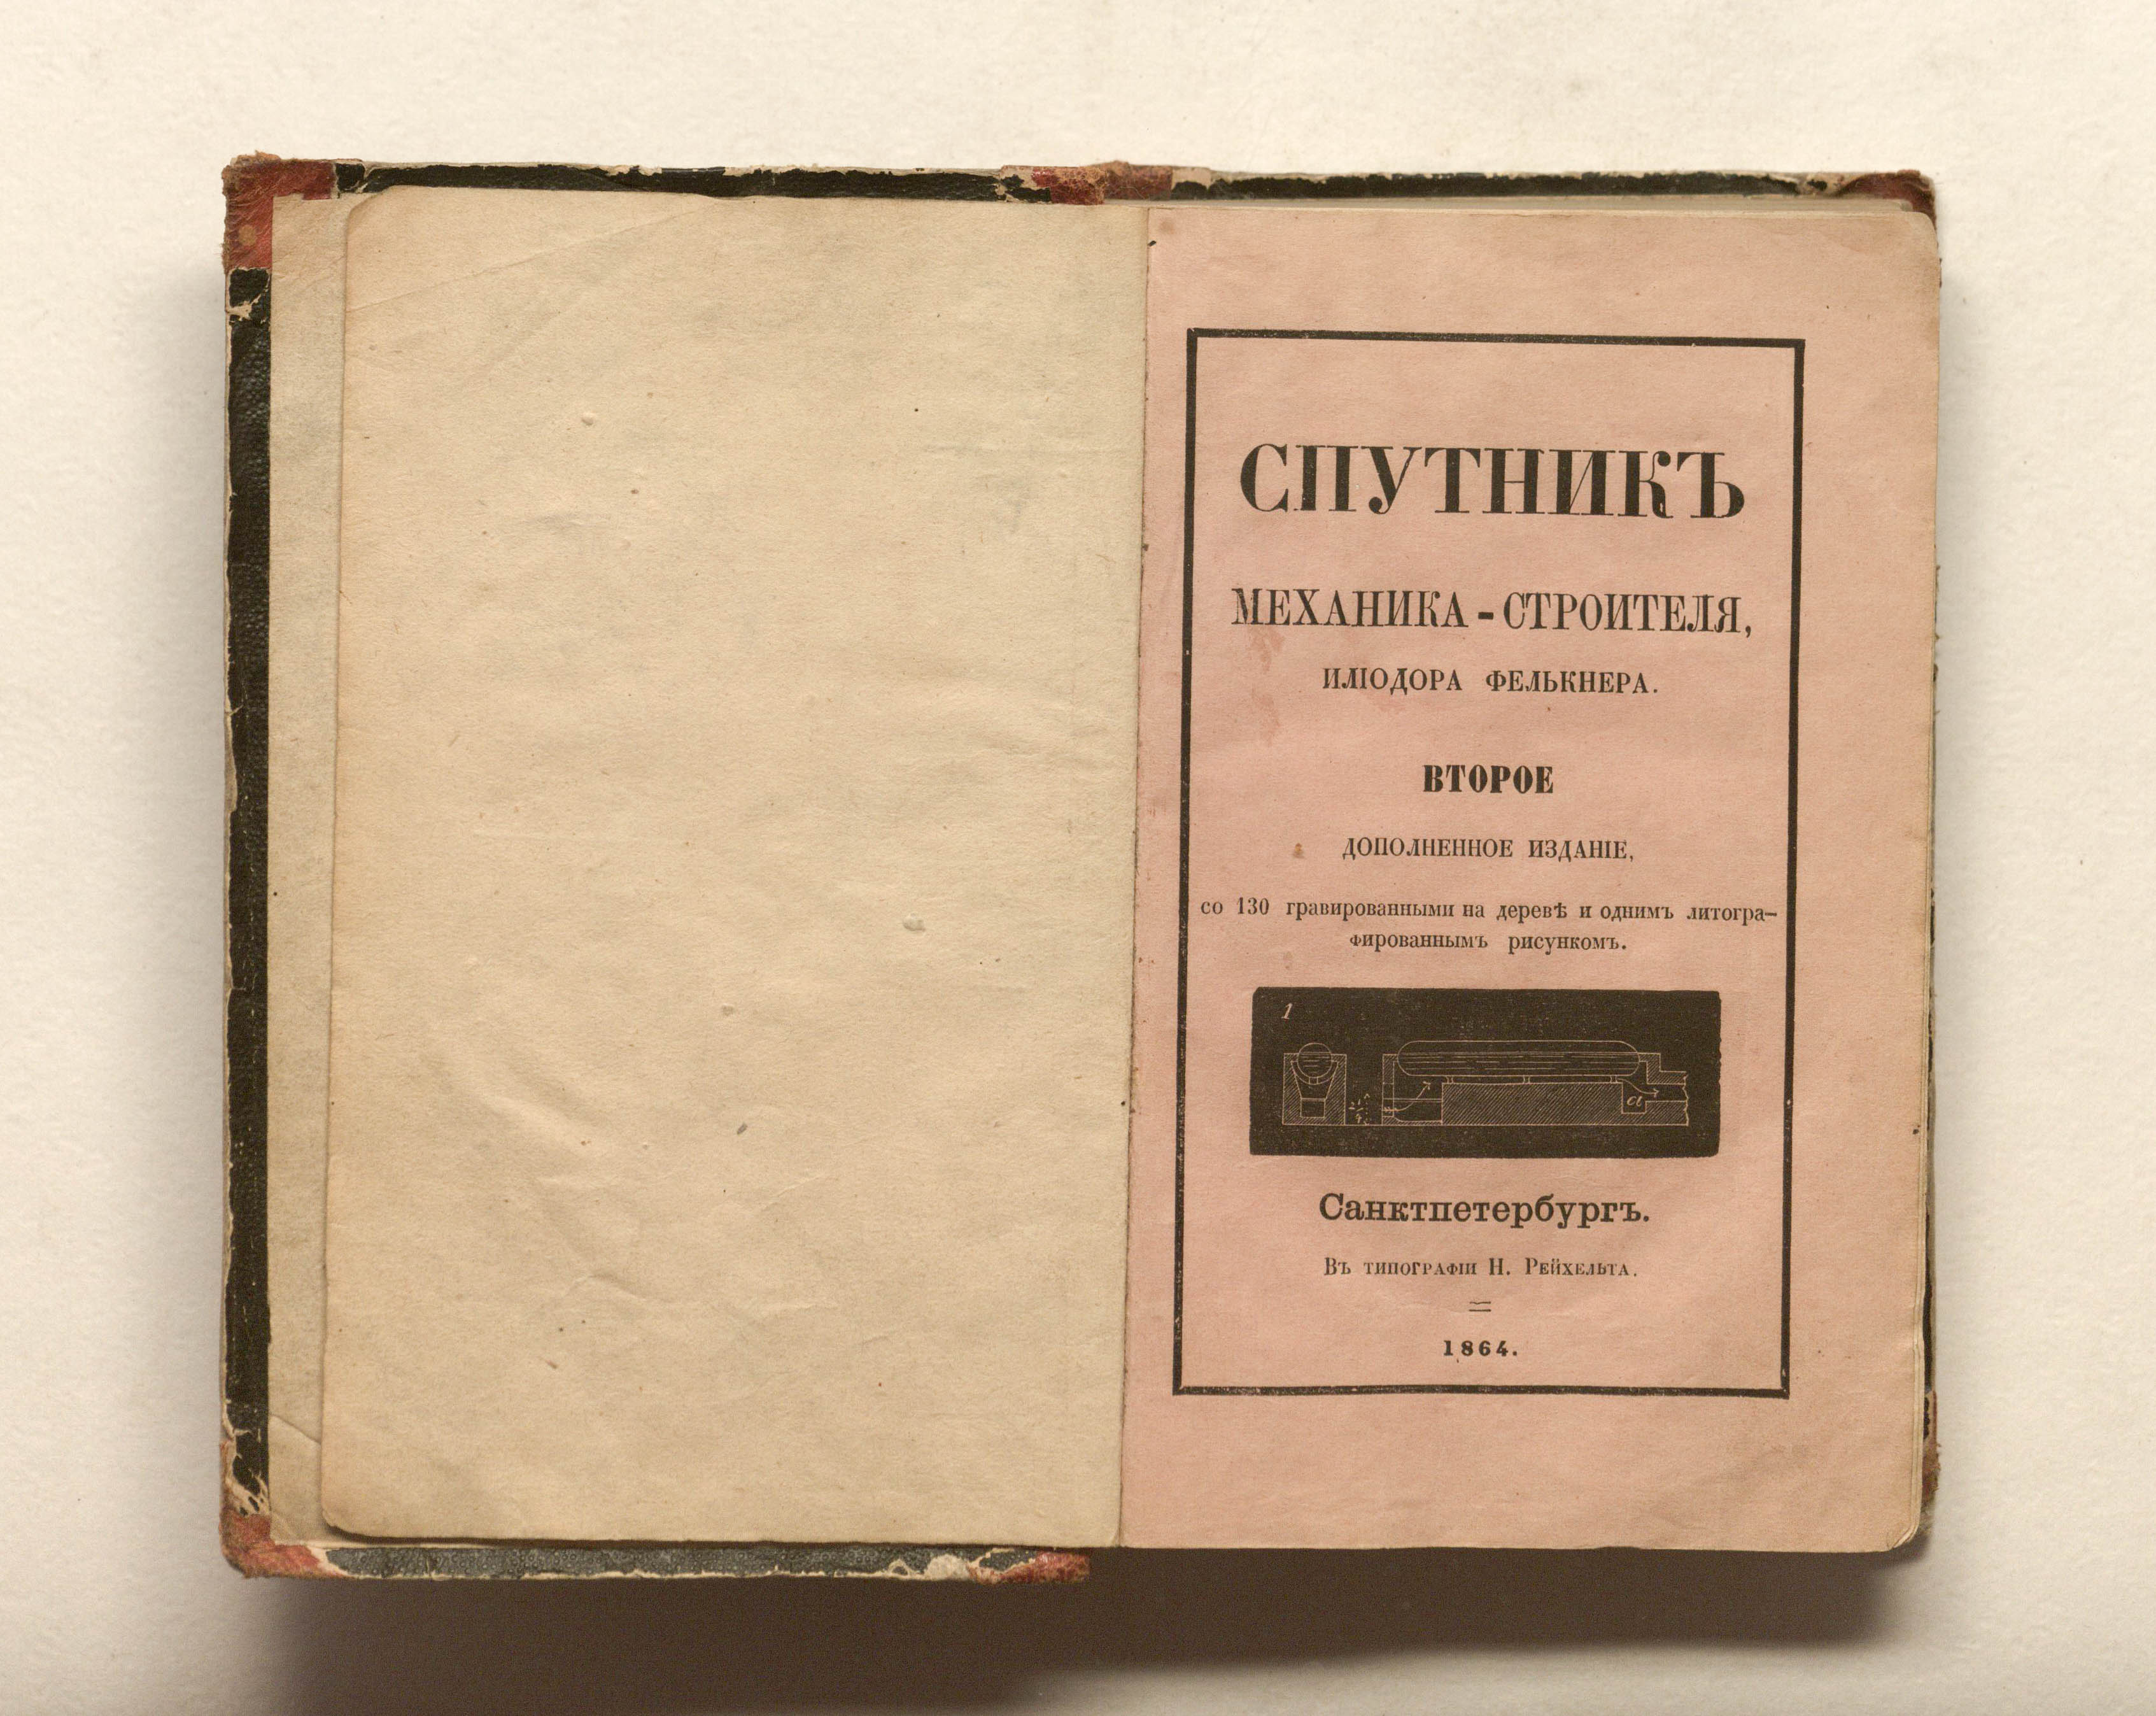 СПУТНИКЪ
МЕХАНИКА-СТРОИТЕЛЯ,
ИЛІОДОРА ФЕЛЬКНЕРА.
ВТОРОЕ
ДОПОЛНЕННОЕ ИЗДАНІЕ,
со 130 гравированными на деревѣ и однимъ литогра-
фированнымъ рисункомъ.
1
a
Санктпетербургъ.
Въ типографіи Н. Рейхельта.
1864.